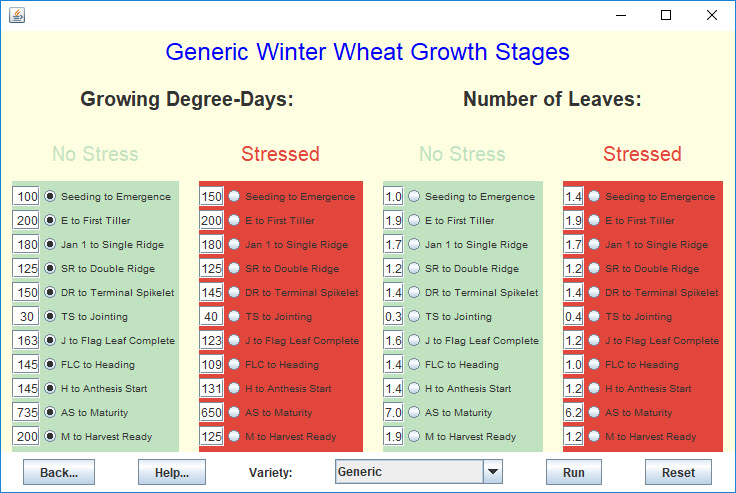 Generic Winter Wheat Growth Stages
Growing Degree-Days: Number of Leaves:
No Stress Stressed No Stress Stressed
100 Seeding to Emergence 150 Seeding to Emergence 1.0 Seeding to Emergence 1.4 Seeding to Emergence
200 E to First Tiller 200 E to First Tiller 1.9 E to First Tiller 1.9 E to First Tiller
180 Jan 1 to Single Ridge 180 Jan 1 to Single Ridge 1.7 Jan 1 to Single Ridge 1.7 Jan 1 to Single Ridge
125 SR to Double Ridge 125 SR to Double Ridge 1.2 SR to Double Ridge 1.2 SR to Double Ridge
150 DR to Terminal Spikelet 145 DR to Terminal Spikelet 1.4 DR to Terminal Spikelet 1.4 DR to Terminal Spikelet
30 TS to Jointing 40 TS to Jointing 0.3 TS to Jointing 0.4 TS to Jointing
163 J to Flag Leaf Complete 123 J to Flag Leaf Complete 1.6 J to Flag Leaf Complete 1.2 J to Flag Leaf Complete
145 FLC to Heading 109 FLC to Heading 1.4 FLC to Heading 1.0 FLC to Heading
145 H to Anthesis Start 131 H to Anthesis Start 1.4 H to Anthesis Start 1.2 H to Anthesis Start
735 AS to Maturity 650 AS to Maturity 7.0 AS to Maturity 6.2 AS to Maturity
200 M to Harvest Ready 125 M to Harvest Ready 1.9 M to Harvest Ready 1.2 M to Harvest Ready
Back... Help... Variety: Generic Run Reset